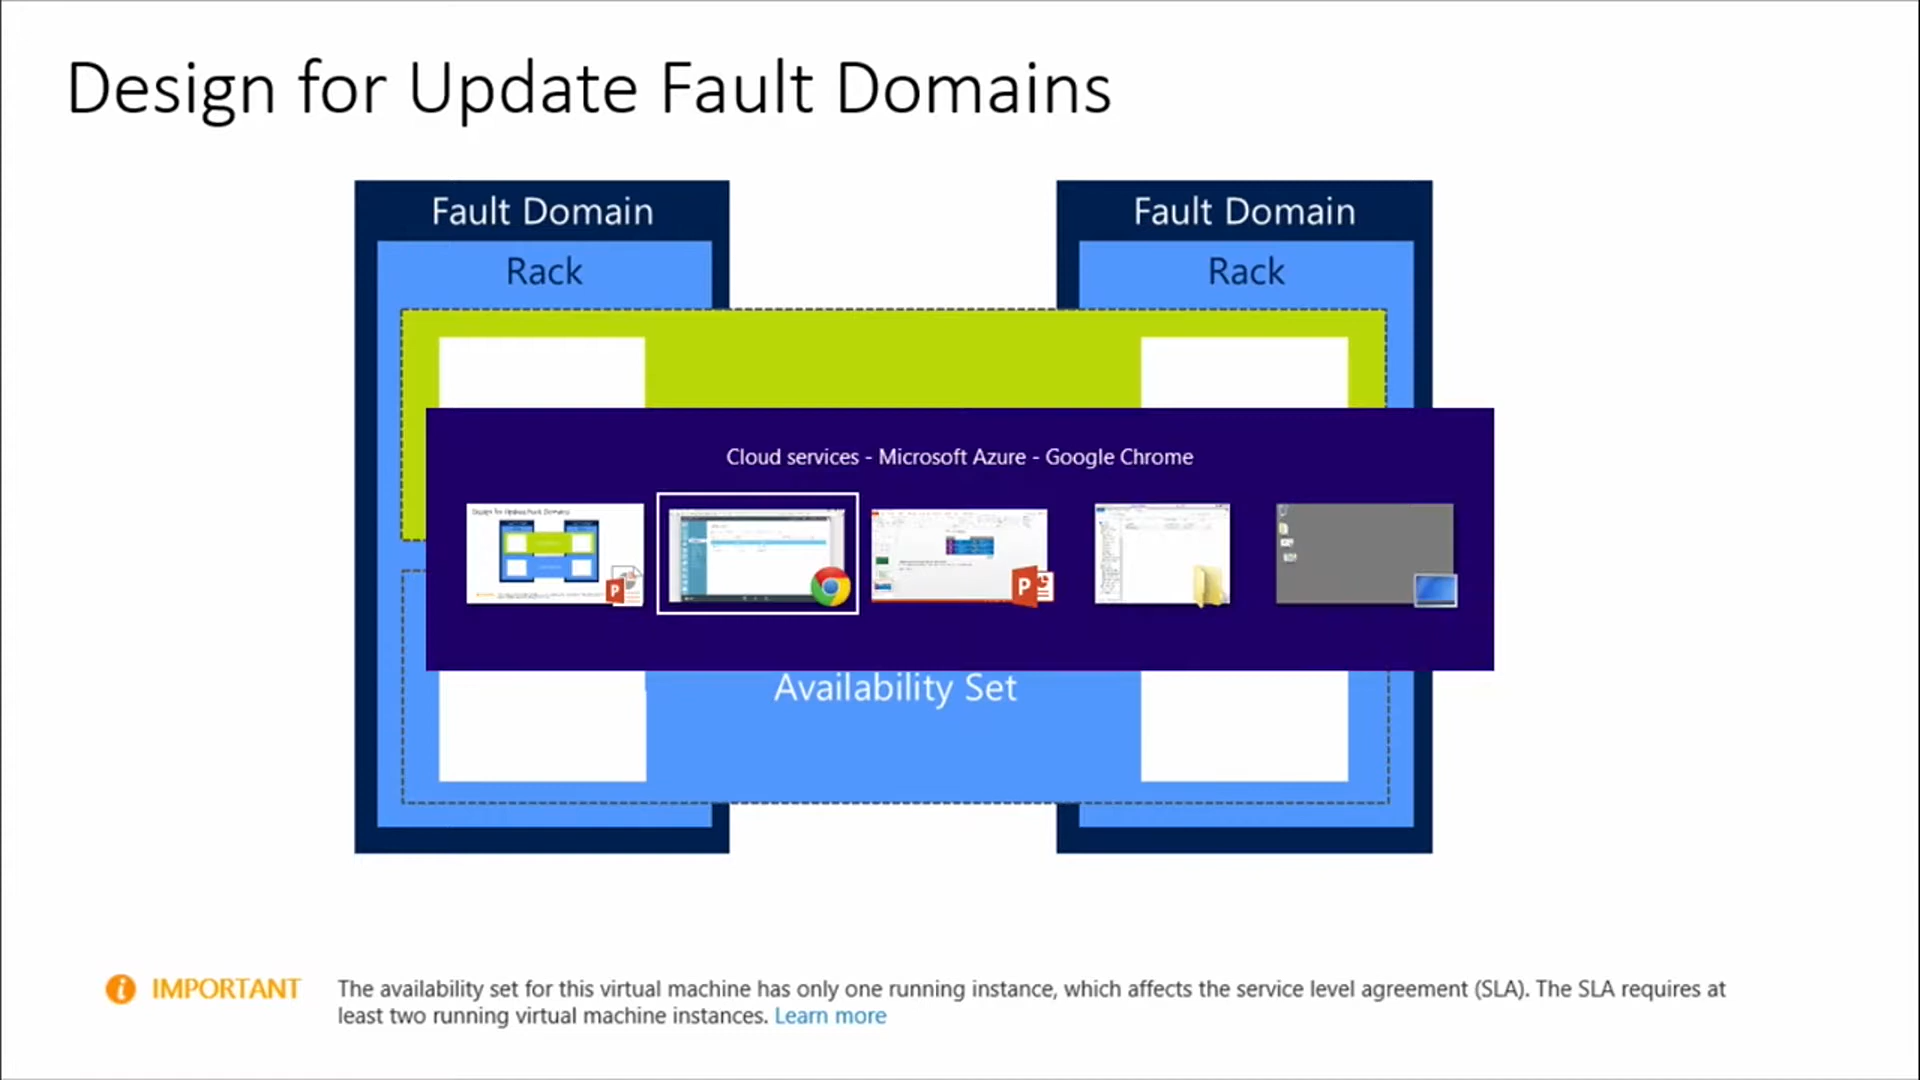 Design for Update Fault Domains
Fault Domain
Fault Domain
Rack
Rack
Cloud services - Microsoft Azure - Google Chrome
Availability Set
IMPORTANT
The availability set for this virtual machine has only one running instance, which affects the service level agreement (SLA). The SLA requires at
least two running virtual machine instances. Learn more